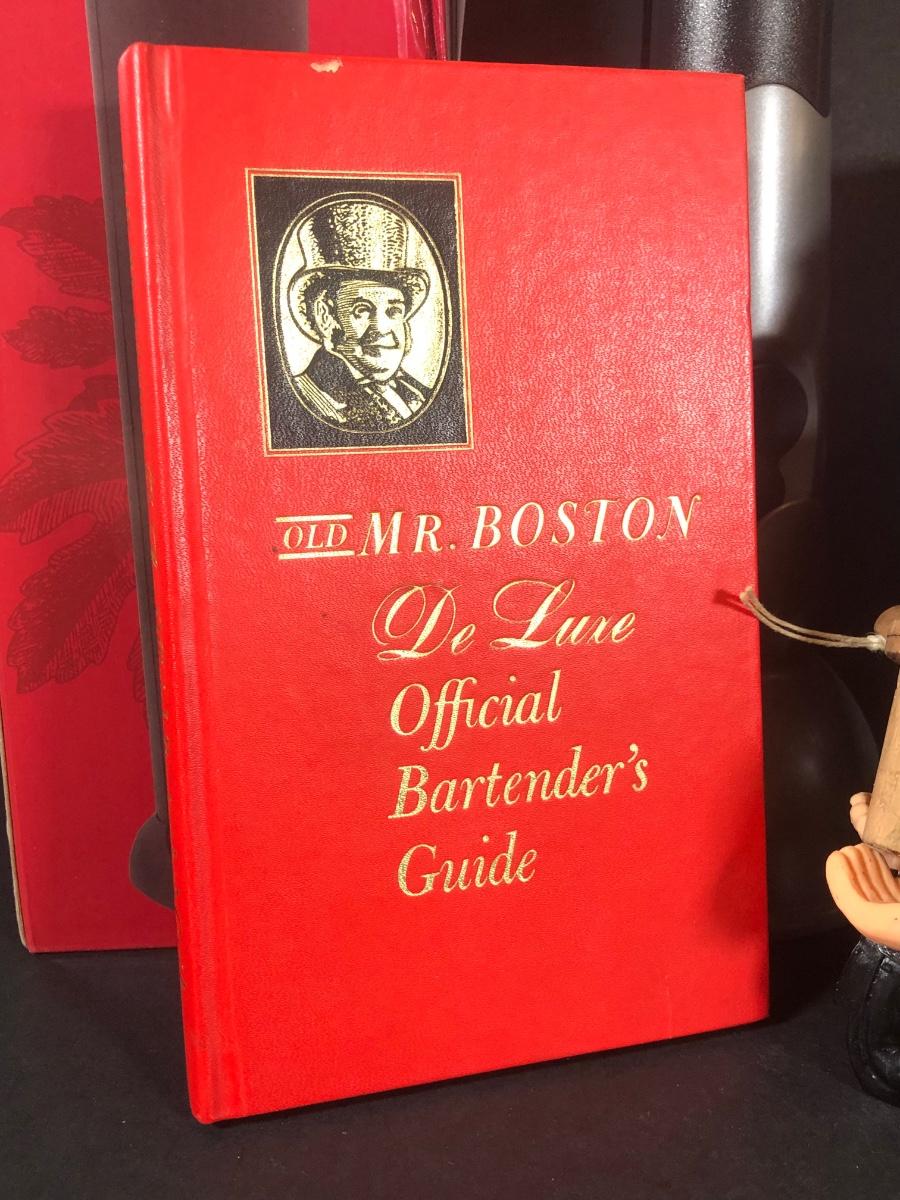 OLD MR. BOSTON
De Luxe
Official
Bartender's
Guide